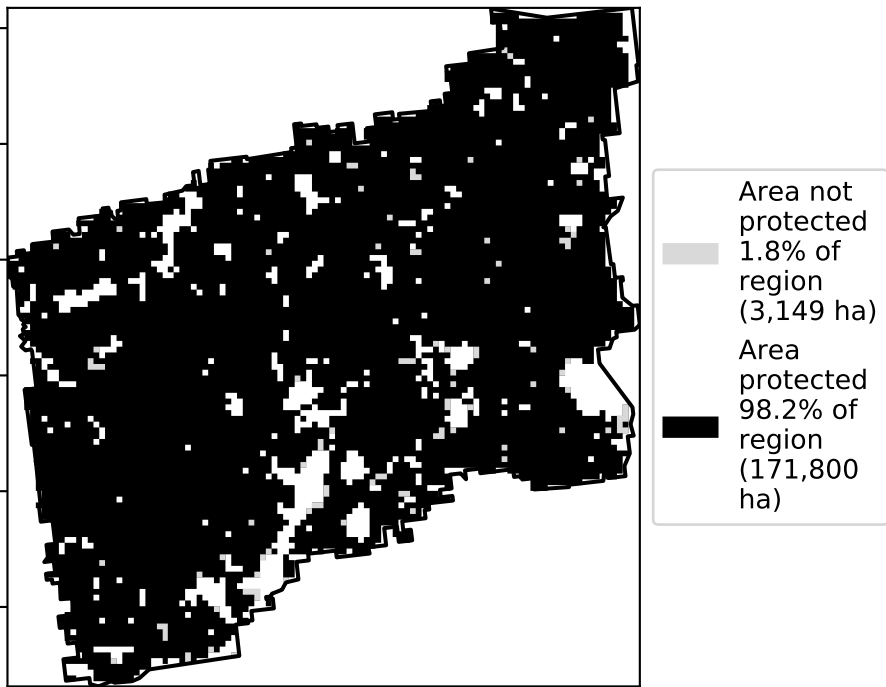 Area not
protected
1.8% of
region
(3,149 ha)
Area
protected
98.2% of
region
(171,800
ha)